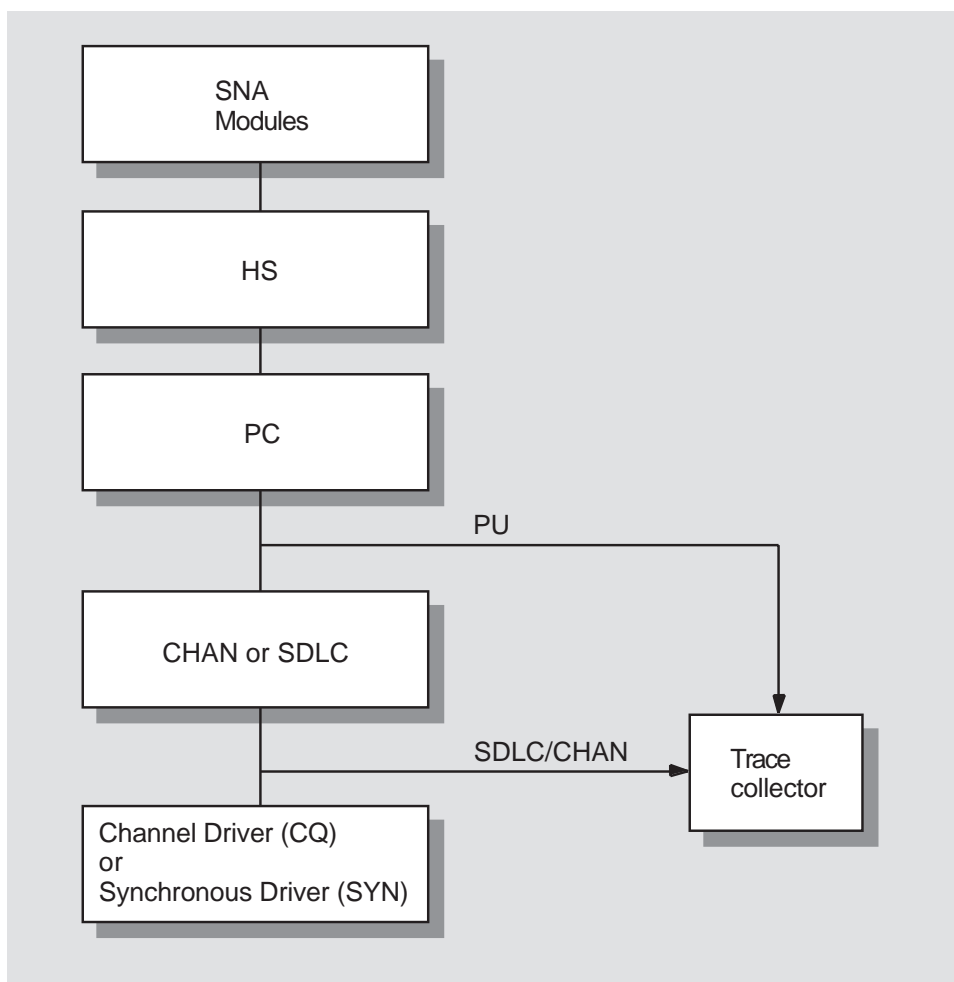 SNA
Modules
HS
PC
PU
CHAN or SDLC
SDLC/CHAN
Trace
collector
Channel Driver (CQ)
or
Synchronous Driver (SYN)